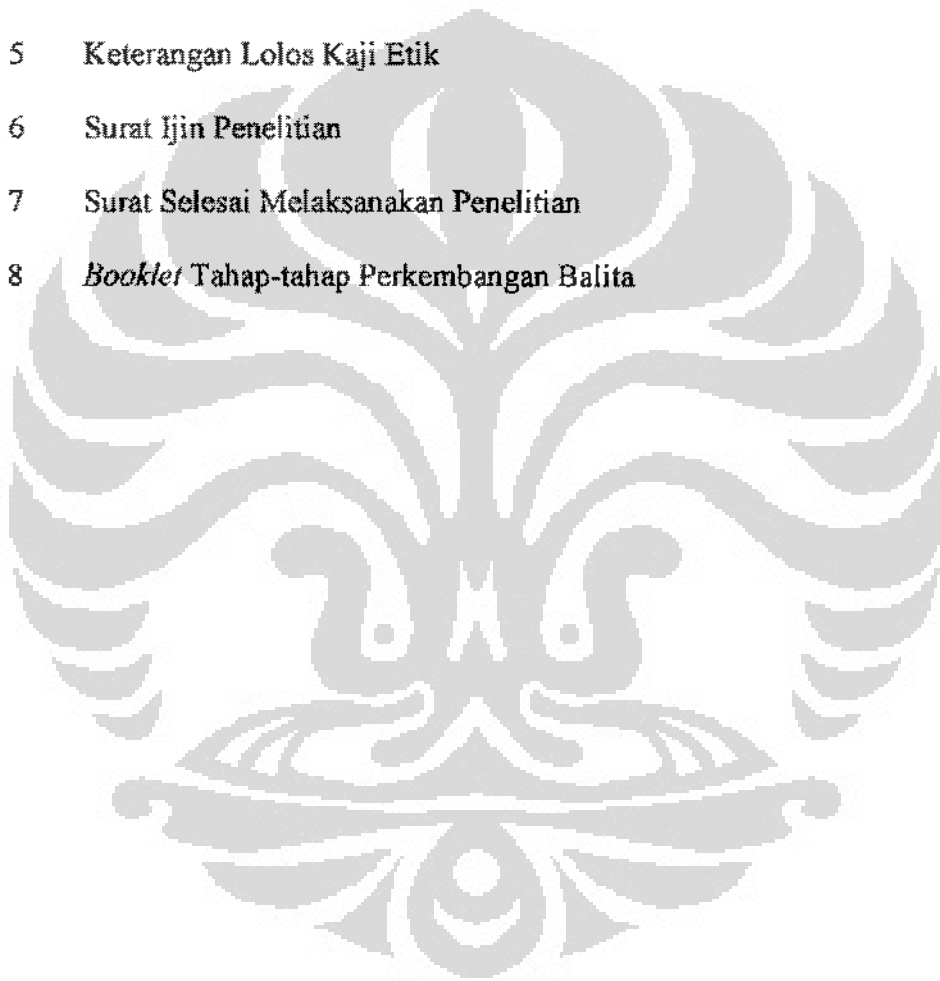 5 Keterangan Lolos Kaji Etik
6 Surat Ijin Penelitian
7 Surat Selesai Melaksanakan Penelitian
8 Booklet Tahap-tahap Perkembangan Balita